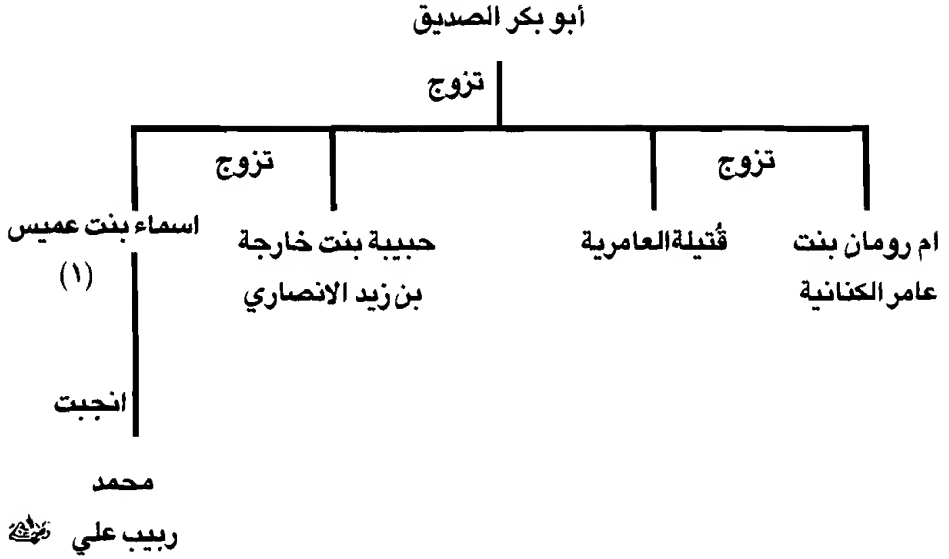 أبو بكر الصديق
تزوج
تزوج
تزوج
ام رومان بنت
عامر الكنانية
قُتيلة العامرية
حبيبة بنت خارجة
بن زيد الانصاري
اسماء بنت عميس
(١)
انجبت
محمد
ربيب علي